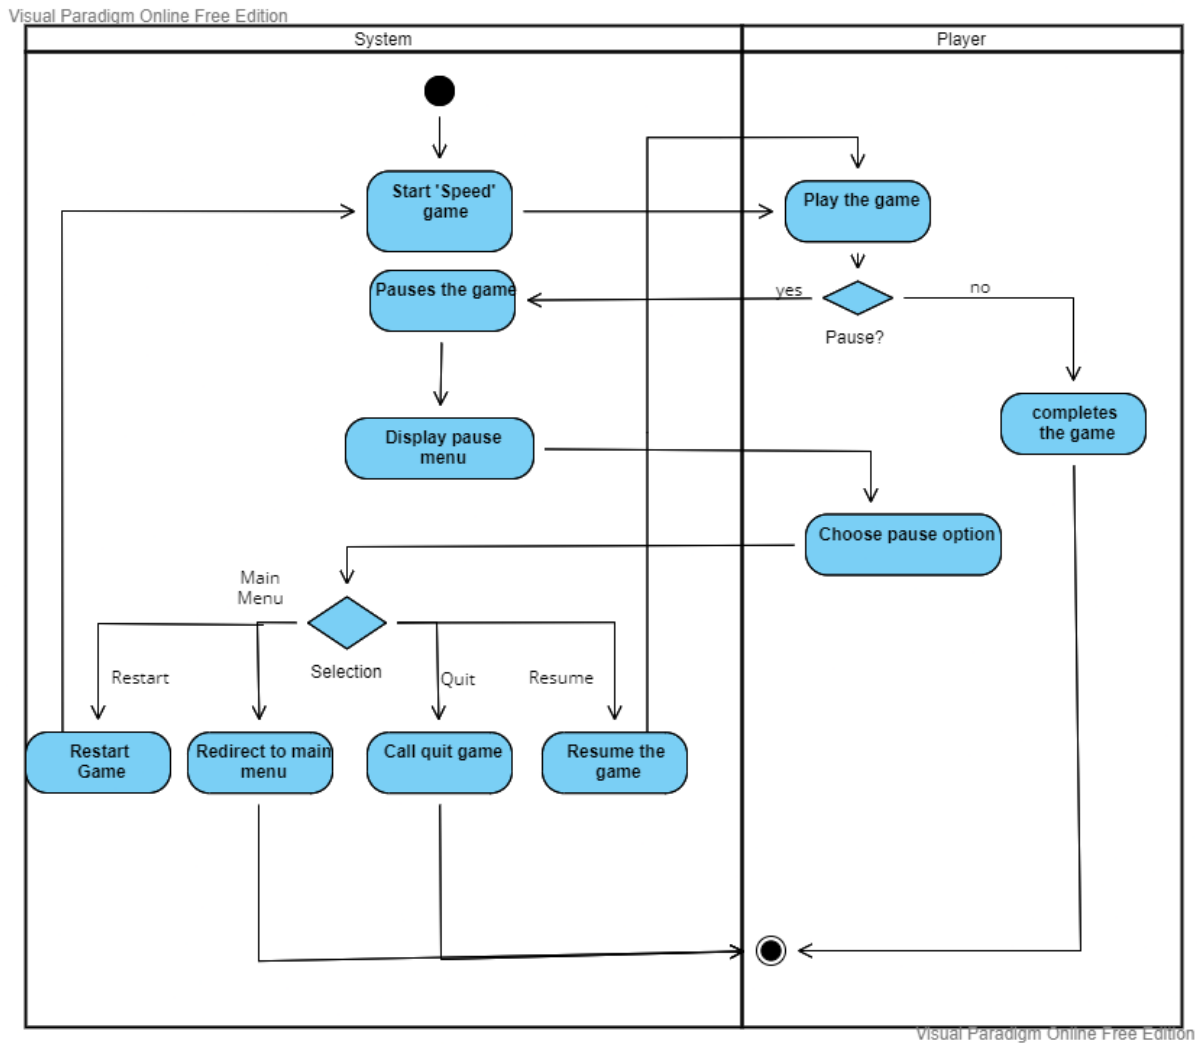 Visual Paradigm Online Free Edition
System
Player
Start 'Speed'
game
Play the game
Pauses the game
yes
no
Pause?
completes
the game
Display pause
menu
Choose pause option
Main
Menu
Selection
Restart
Quit
Resume
Restart
Game
Redirect to main
menu
Call quit game
Resume the
game
Visual Paradigm Online Free Edition